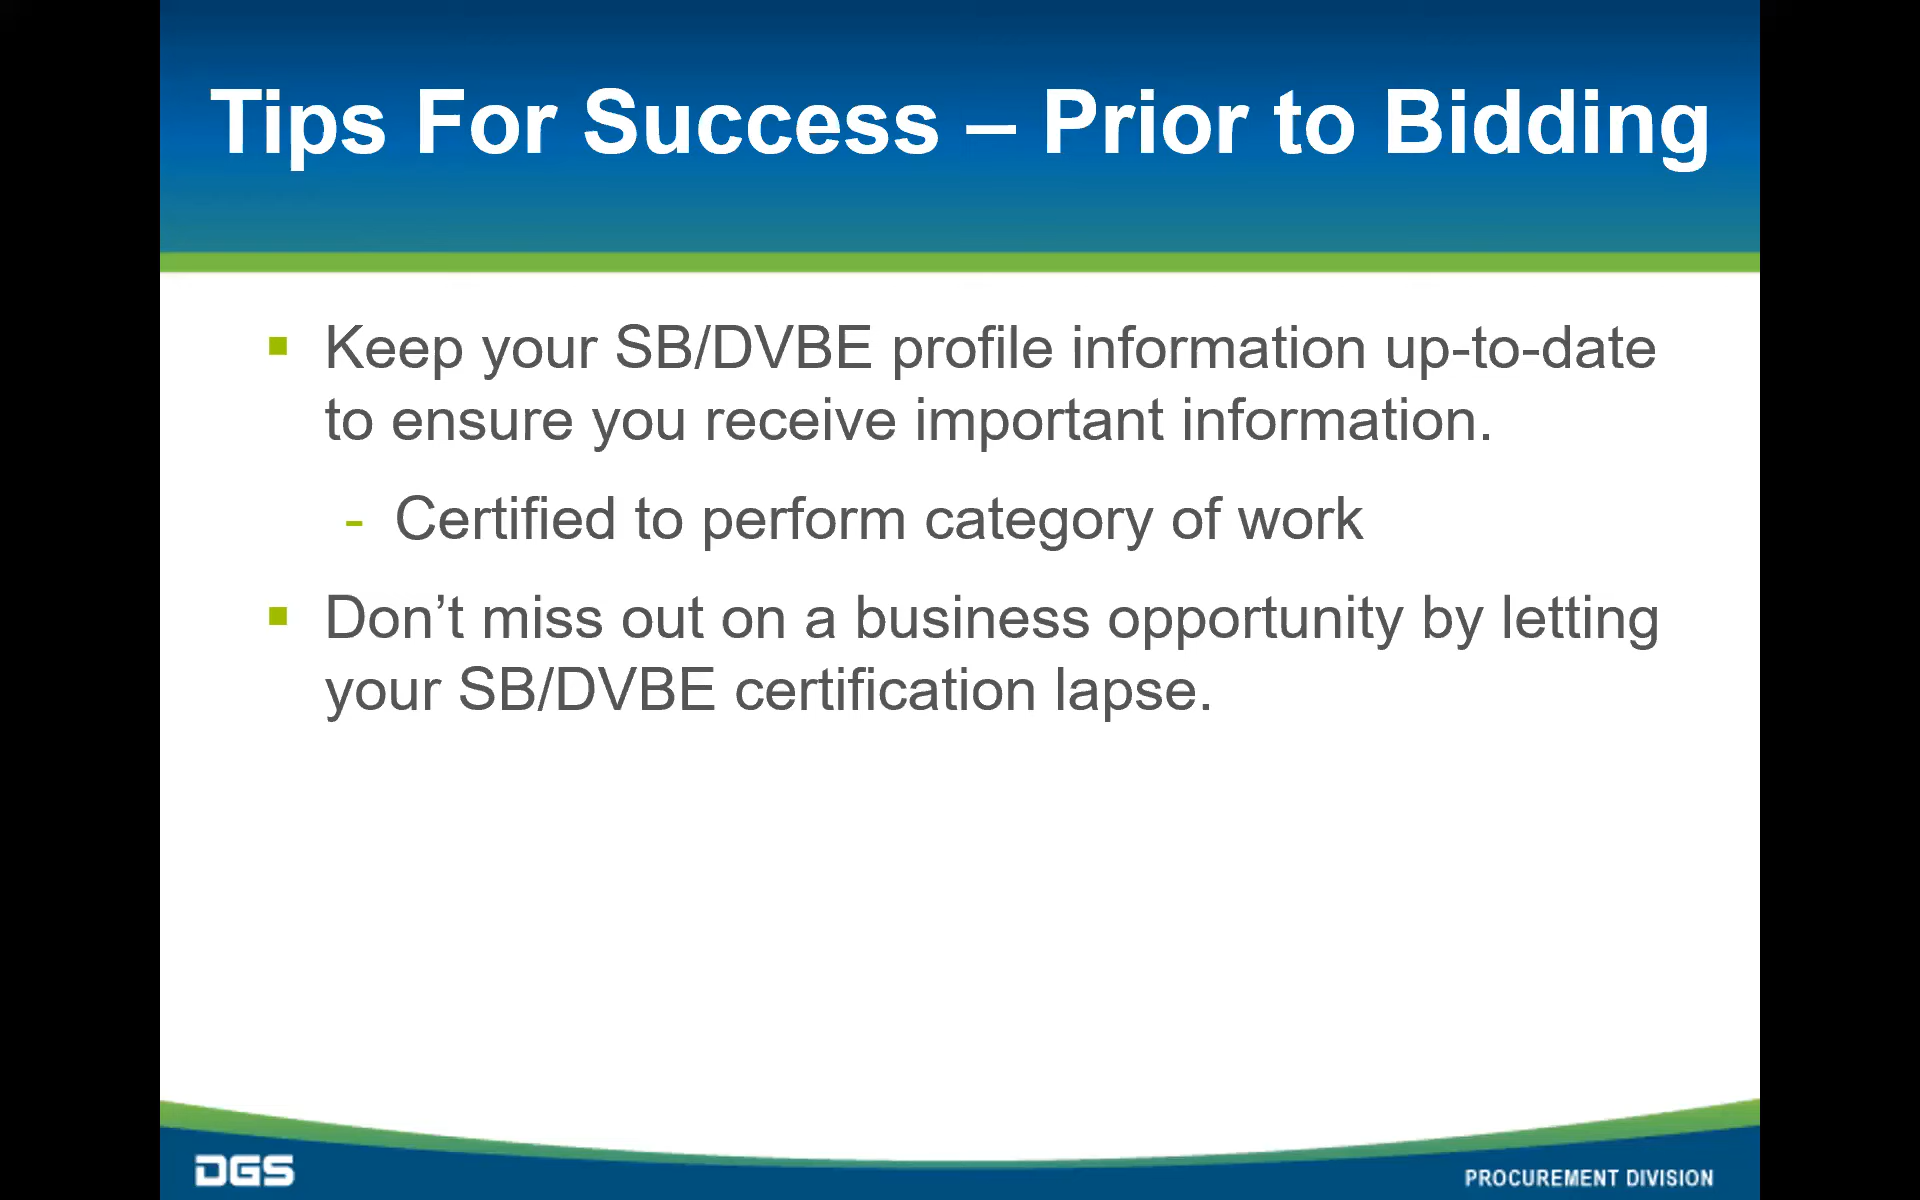 Tips For Success – Prior to Bidding
▪ Keep your SB/DVBE profile information up-to-date
to ensure you receive important information.
- Certified to perform category of work
▪ Don’t miss out on a business opportunity by letting
your SB/DVBE certification lapse.
DGS
PROCUREMENT DIVISION